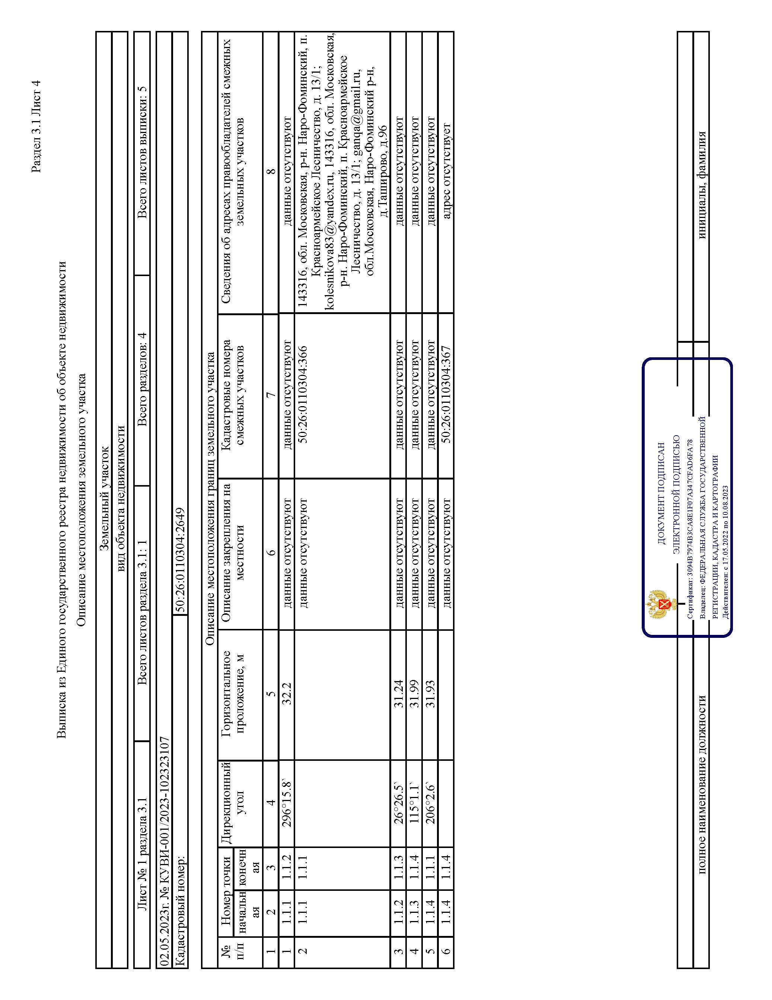 Раздел 3.1 Лист 4
Выписка из Единого государственного реестра недвижимости об объекте недвижимости
Описание местоположения земельного участка
Земельный участок
вид объекта недвижимости
Лист № 1 раздела 3.1 Всего листов раздела 3.1: 1 Всего разделов: 4 Всего листов выписки: 5
02.05.2023г. № КУВИ-001/2023-102323107
Кадастровый номер: 50:26:0110304:2649
Описание местоположения границ земельного участка
№ п/п
Номер точки
начальн
ая
конечн
ая
Дирекционный
угол
Горизонтальное
проложение, м
Описание закрепления на
местности
Кадастровые номера
смежных участков
Сведения об адресах правообладателей смежных
земельных участков
1 2 3 4 5 6 7 8
1 1.1.1 1.1.2 296°15.8` 32.2 данные отсутствуют данные отсутствуют данные отсутствуют
2 1.1.1 1.1.1 данные отсутствуют 50:26:0110304:366 143316, обл. Московская, р-н. Наро-Фоминский, п.
Красноармейское Лесничество, д. 13/1;
kolesnikova83@yandex.ru, 143316, обл. Московская,
р-н. Наро-Фоминский, п. Красноармейское
Лесничество, д. 13/1; ganqa@gmail.ru,
обл.Московская, Наро-Фоминский р-н,
д.Таширово, д.96
3 1.1.2 1.1.3 26°26.5` 31.24 данные отсутствуют данные отсутствуют данные отсутствуют
4 1.1.3 1.1.4 115°1.1` 31.99 данные отсутствуют данные отсутствуют данные отсутствуют
5 1.1.4 1.1.1 206°2.6` 31.93 данные отсутствуют данные отсутствуют данные отсутствуют
6 1.1.4 1.1.4 данные отсутствуют 50:26:0110304:367 адрес отсутствует
ДОКУМЕНТ ПОДПИСАН
ЭЛЕКТРОННОЙ ПОДПИСЬЮ
Сертификат: 3094B7974B3CA8E1F07A347CFAD6FA78
Владелец: ФЕДЕРАЛЬНАЯ СЛУЖБА ГОСУДАРСТВЕННОЙ
РЕГИСТРАЦИИ, КАДАСТРА И КАРТОГРАФИИ
Действителен: с 17.05.2022 по 10.08.2023
полное наименование должности
инициалы, фамилия